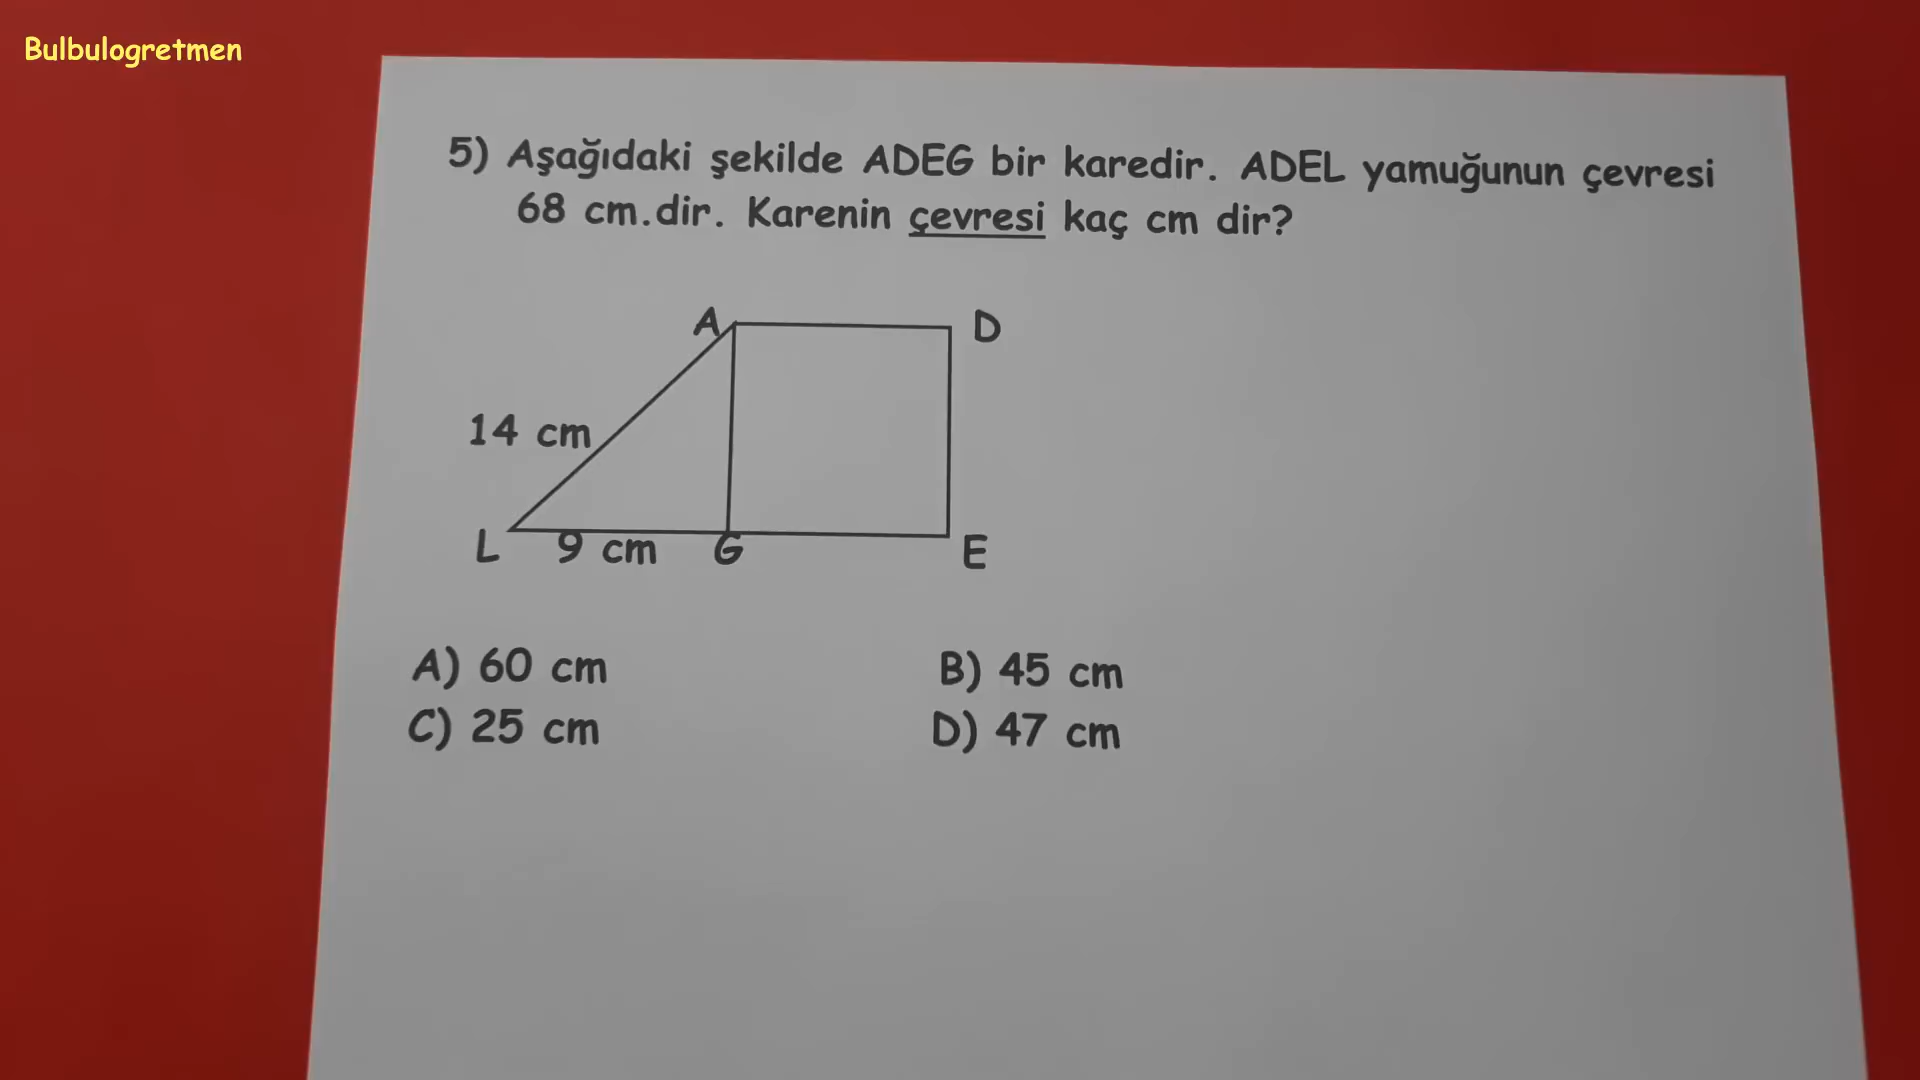 Bulbulogretmen
5) Aşağıdaki şekilde ADEG bir karedir. ADEL yamuğunun çevresi
68 cm.dir. Karenin çevresi kaç cm dir?
A
D
14 cm
L
9 cm
G
E
A) 60 cm
B) 45 cm
C) 25 cm
D) 47 cm